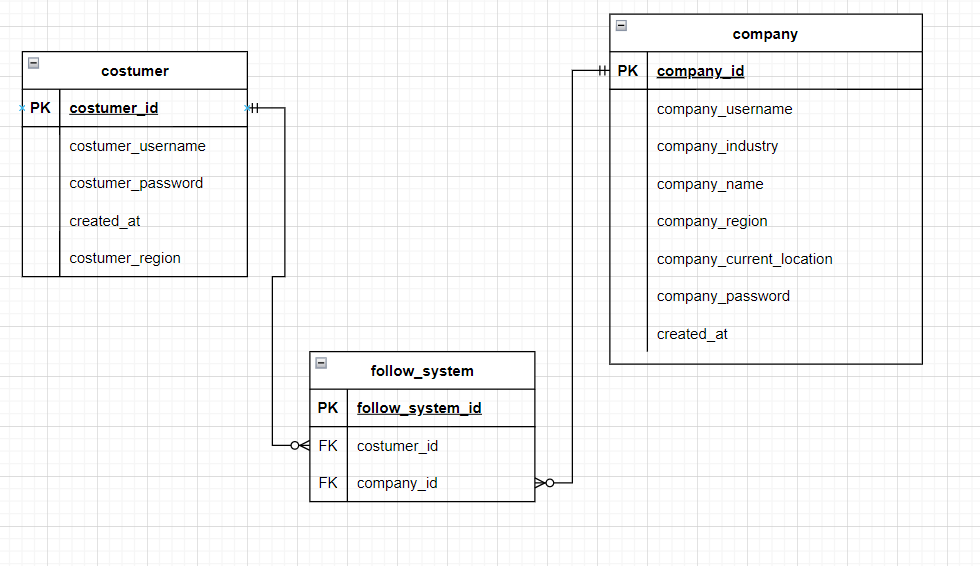 costumer
PK costumer_id
costumer_username
costumer_password
created_at
costumer_region
company
PK company_id
company_username
company_industry
company_name
company_region
company_current_location
company_password
created_at
follow_system
PK follow_system_id
FK costumer_id
FK company_id